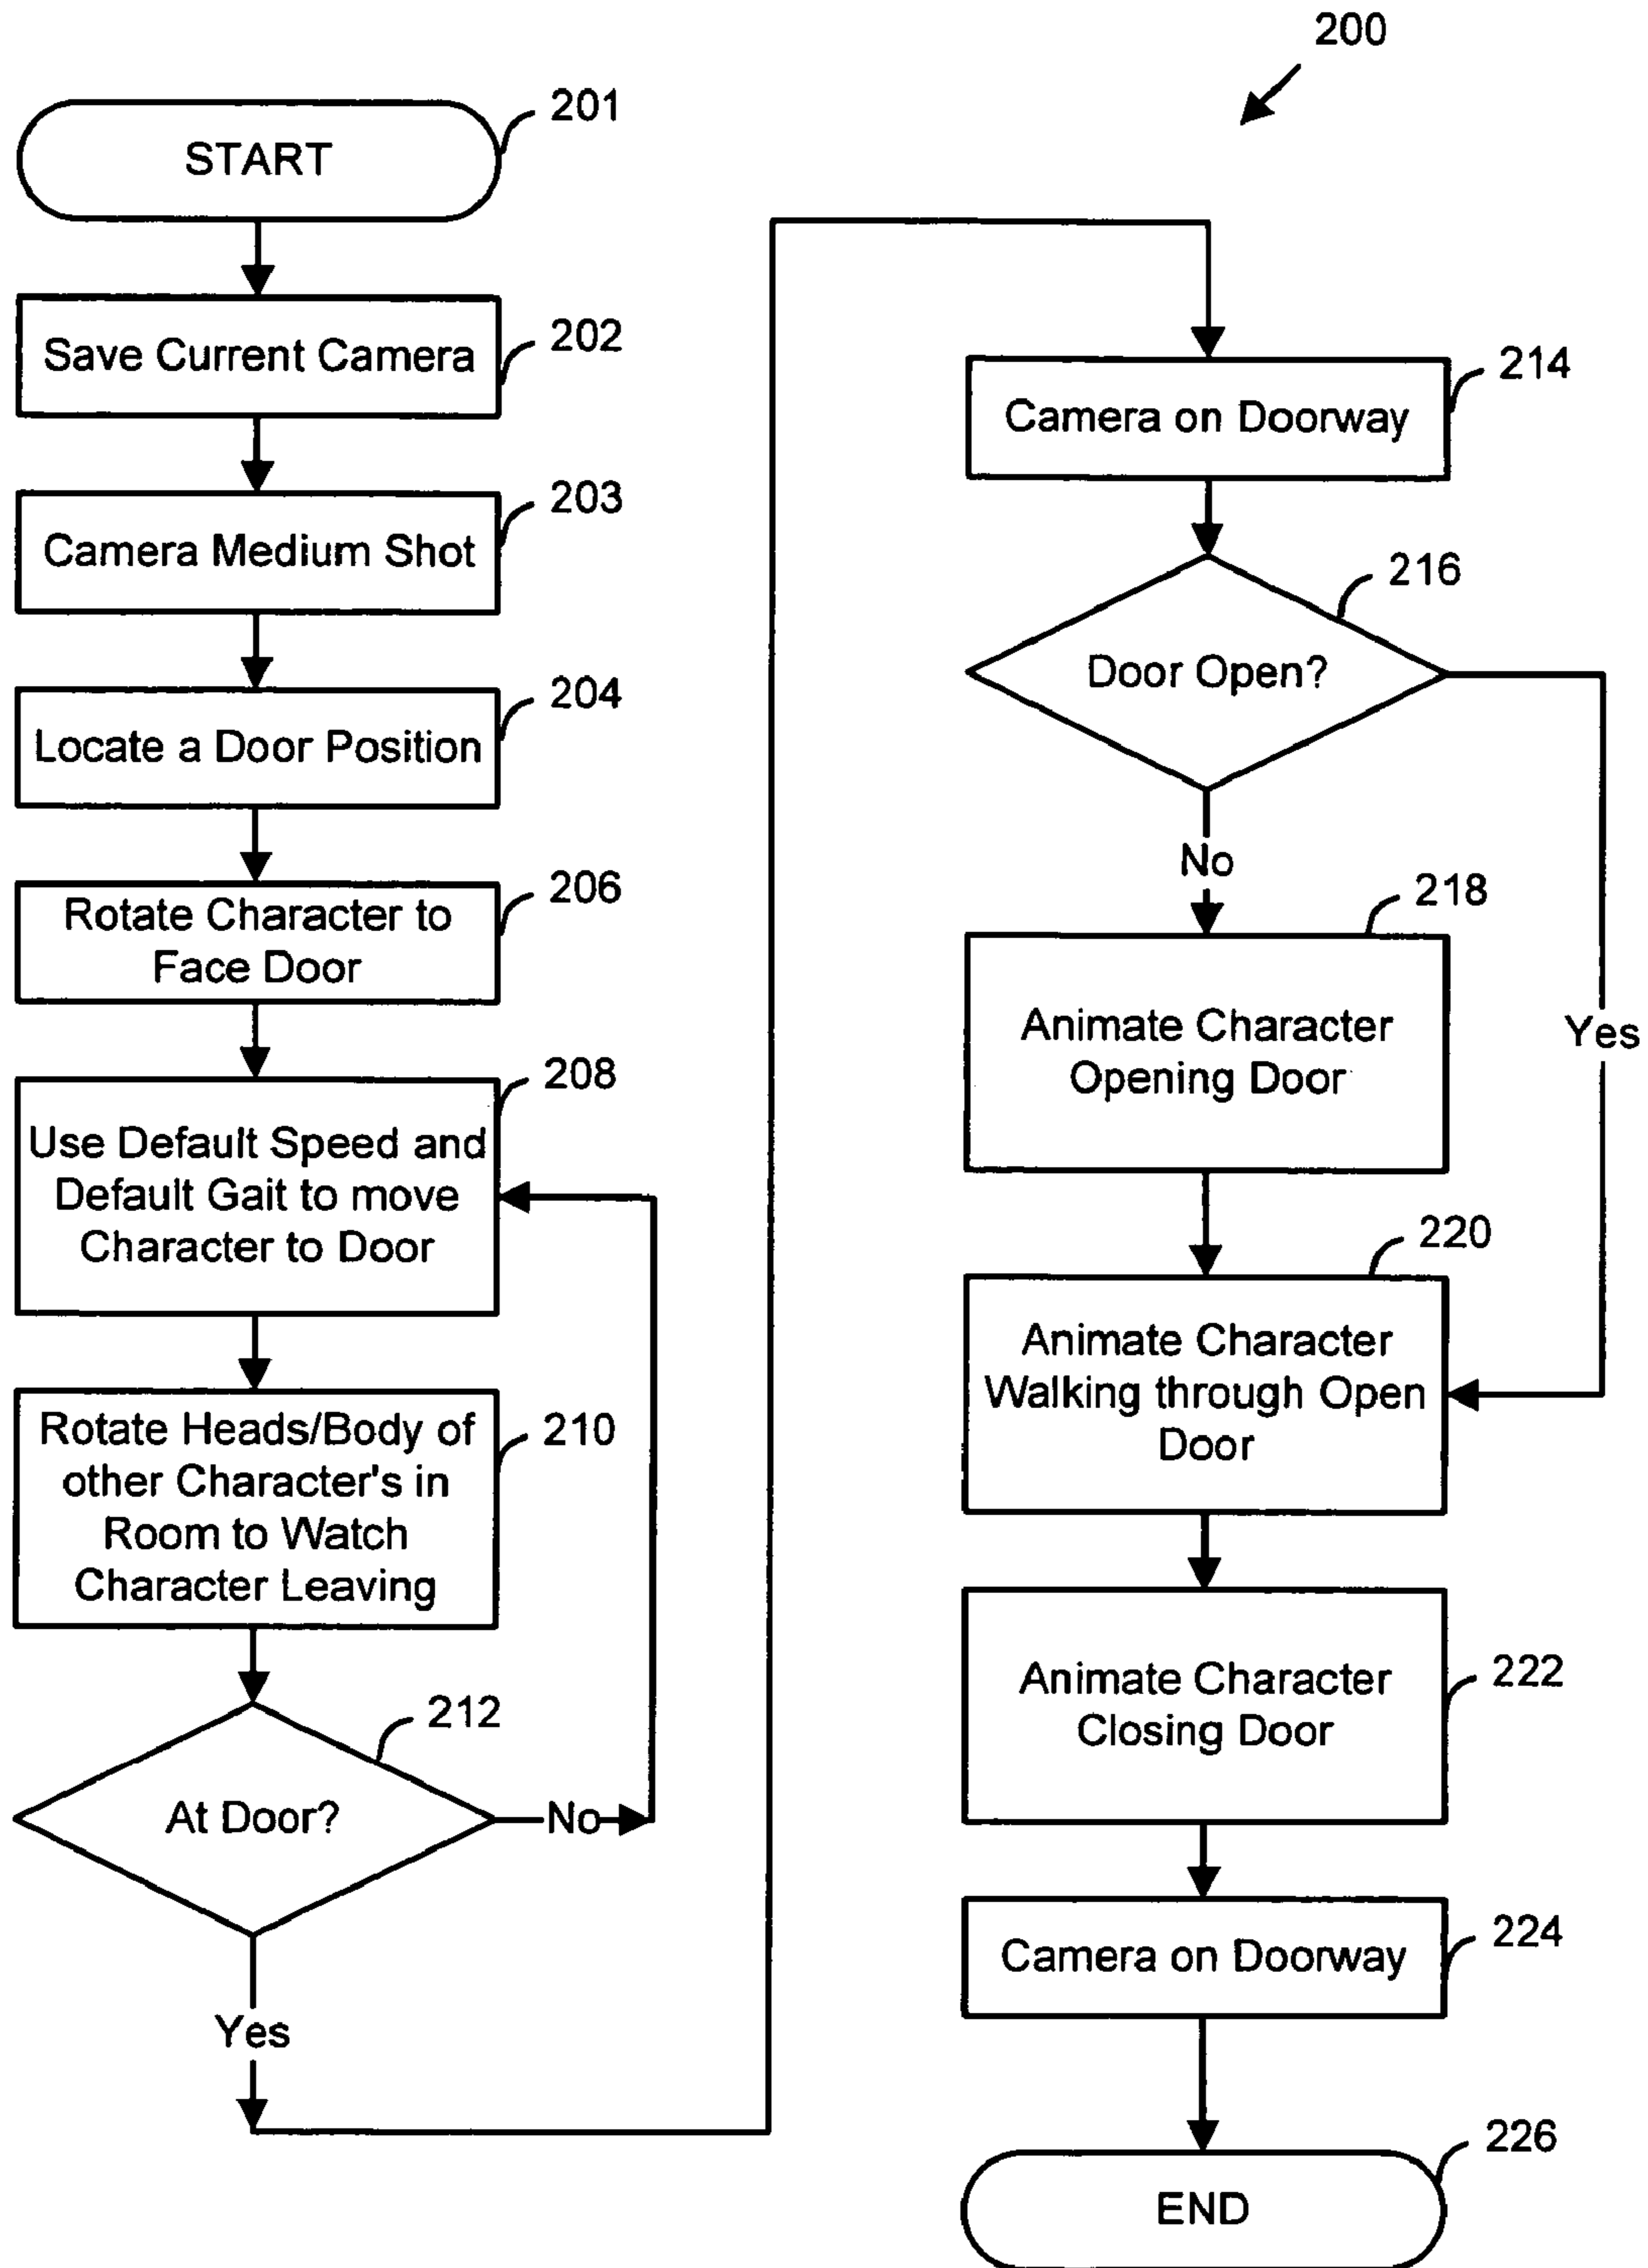 200
START
201
Save Current Camera
202
Camera Medium Shot
203
Locate a Door Position
204
Rotate Character to
Face Door
206
Use Default Speed and
Default Gait to move
Character to Door
208
Rotate Heads/Body of
other Character's in
Room to Watch
Character Leaving
210
At Door?
212
No
Yes
Camera on Doorway
214
Door Open?
216
No
Yes
Animate Character
Opening Door
218
Animate Character
Walking through Open
Door
220
Animate Character
Closing Door
222
Camera on Doorway
224
END
226